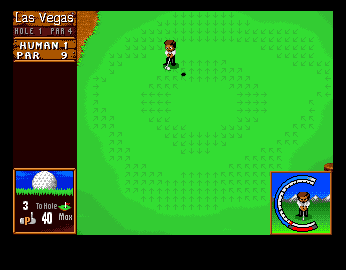 Las Vegas
HOLE 1 PAR 4
HUMAN 1
PAR 9
3 To Hole
40 Max